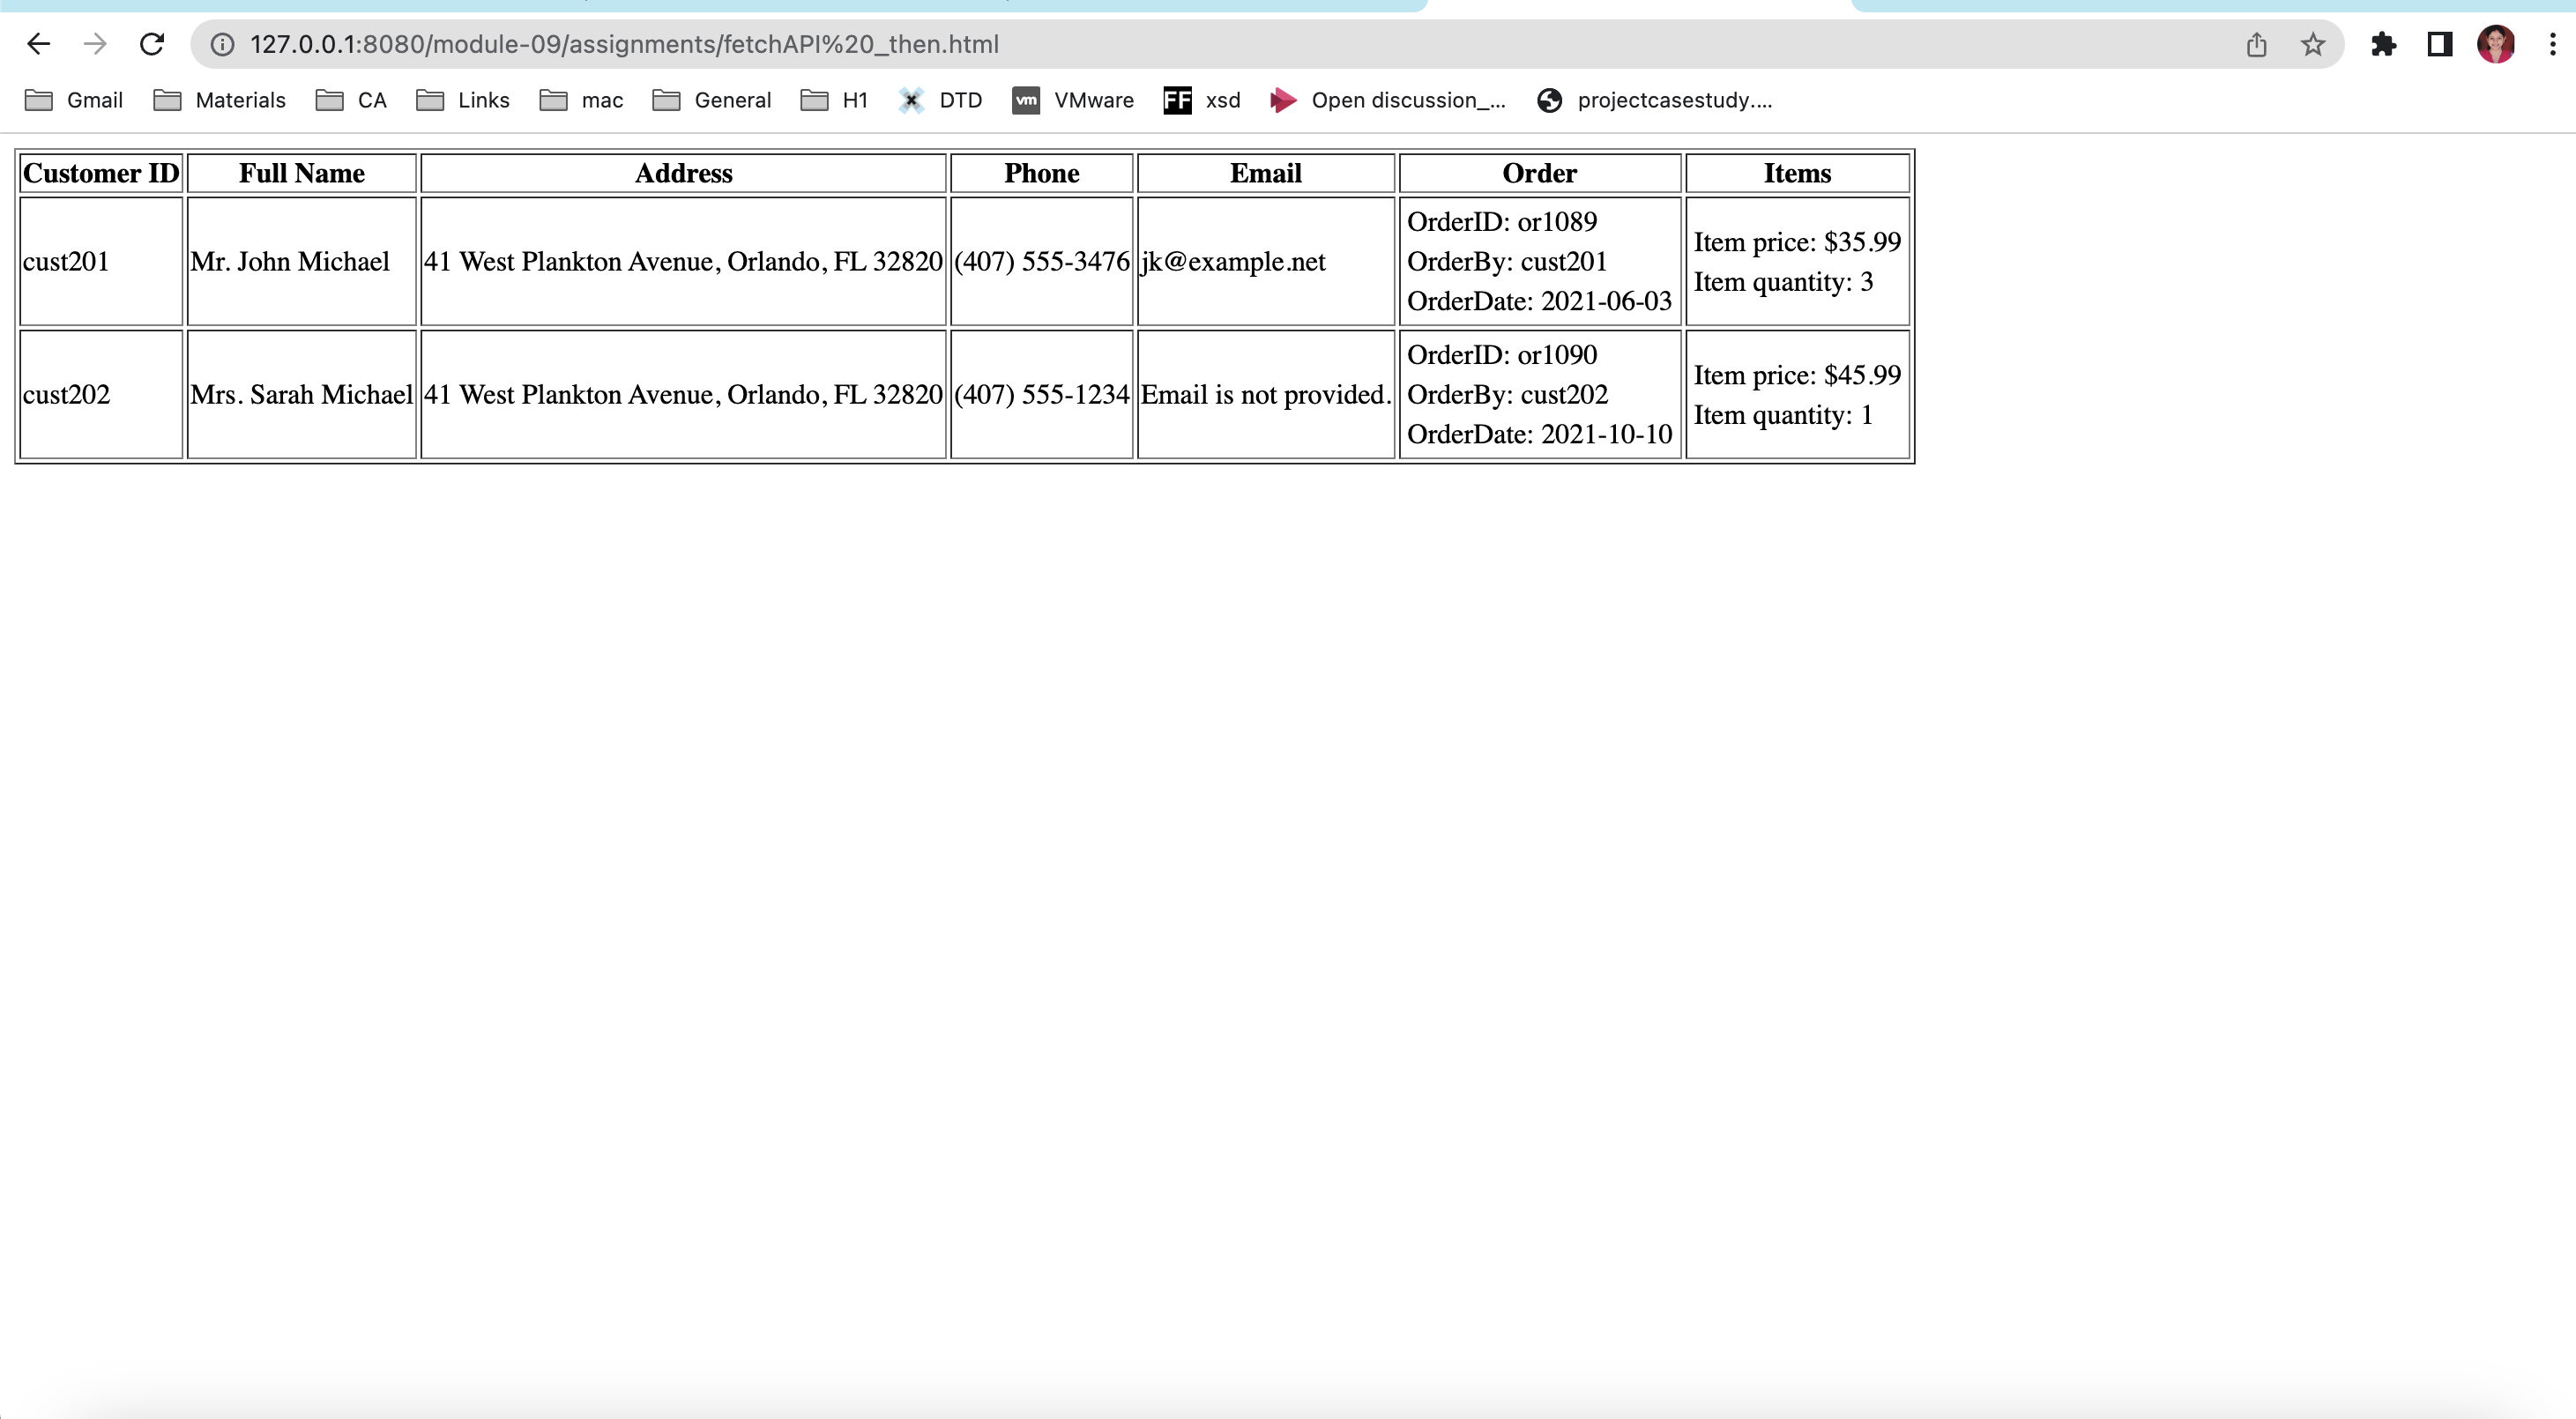 127.0.0.1:8080/module-09/assignments/fetchAPI%20_then.html
Gmail Materials CA Links mac General H1 DTD vm VMware FF xsd Open discussion_... projectcasestudy....
Customer ID Full Name Address Phone Email Order Items
cust201 Mr. John Michael 41 West Plankton Avenue, Orlando, FL 32820 (407) 555-3476 jk@example.net
OrderID: or1089
OrderBy: cust201
OrderDate: 2021-06-03
Item price: $35.99
Item quantity: 3
cust202 Mrs. Sarah Michael 41 West Plankton Avenue, Orlando, FL 32820 (407) 555-1234 Email is not provided.
OrderID: or1090
OrderBy: cust202
OrderDate: 2021-10-10
Item price: $45.99
Item quantity: 1